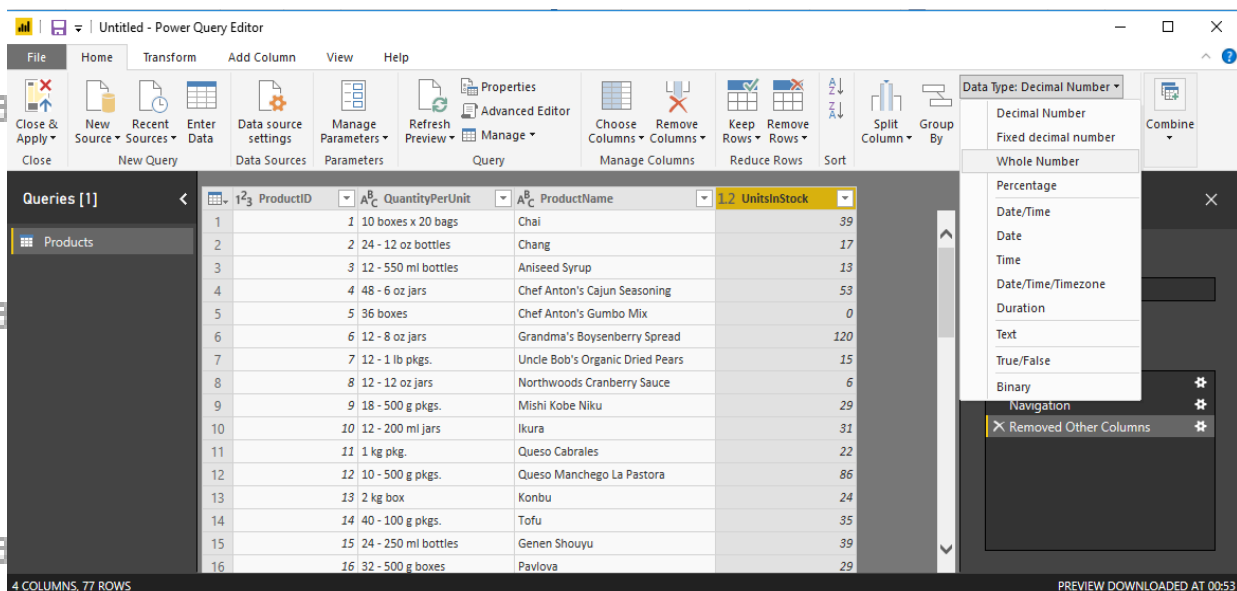 Untitled - Power Query Editor
File Home Transform Add Column View Help
Close & Apply
New Source
Recent Sources
Enter Data
Data source settings
Manage Parameters
Refresh Preview
Properties
Advanced Editor
Manage
Choose Columns
Remove Columns
Keep Rows
Remove Rows
Split Column
Group By
Data Type: Decimal Number
Combine
Close New Query Data Sources Parameters Query Manage Columns Reduce Rows Sort
Decimal Number
Fixed decimal number
Whole Number
Percentage
Date/Time
Date
Time
Date/Time/Timezone
Duration
Text
True/False
Binary
Queries [1]
Products
1²3 ProductID ABC QuantityPerUnit ABC ProductName 1.2 UnitsInStock
1 1 10 boxes x 20 bags Chai 39
2 2 24 - 12 oz bottles Chang 17
3 3 12 - 550 ml bottles Aniseed Syrup 13
4 4 48 - 6 oz jars Chef Anton's Cajun Seasoning 53
5 5 36 boxes Chef Anton's Gumbo Mix 0
6 6 12 - 8 oz jars Grandma's Boysenberry Spread 120
7 7 12 - 1 lb pkgs. Uncle Bob's Organic Dried Pears 15
8 8 12 - 12 oz jars Northwoods Cranberry Sauce 6
9 9 18 - 500 g pkgs. Mishi Kobe Niku 29
10 10 12 - 200 ml jars Ikura 31
11 11 1 kg pkg. Queso Cabrales 22
12 12 10 - 500 g pkgs. Queso Manchego La Pastora 86
13 13 2 kg box Konbu 24
14 14 40 - 100 g pkgs. Tofu 35
15 15 24 - 250 ml bottles Genen Shouyu 39
16 16 32 - 500 g boxes Pavlova 29
Navigation
Removed Other Columns
4 COLUMNS, 77 ROWS
PREVIEW DOWNLOADED AT 00:53